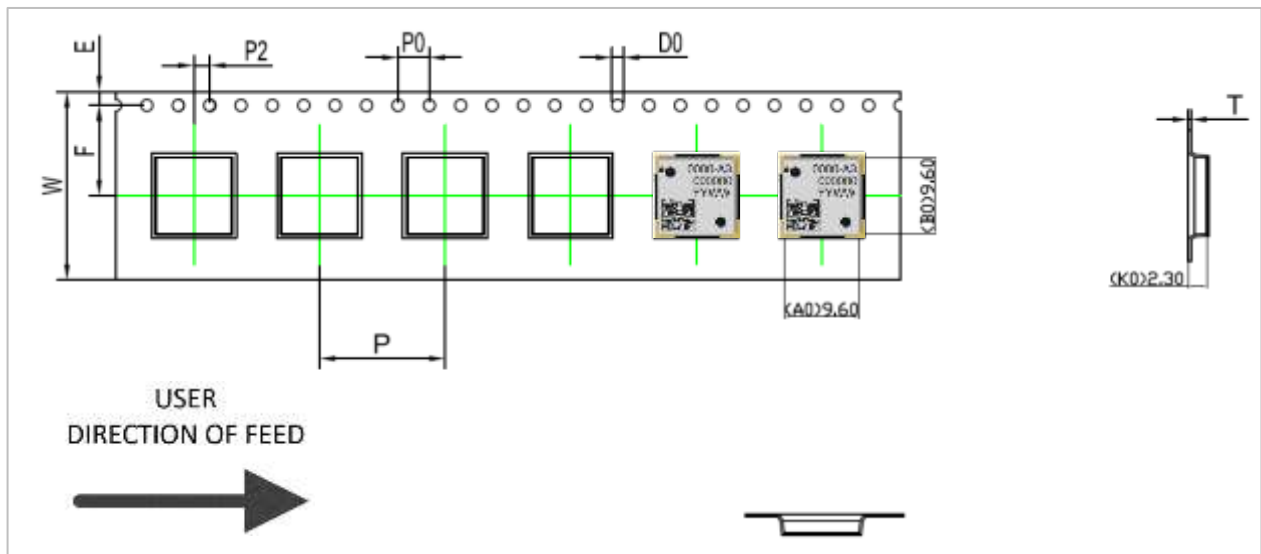 E
P2
P0
D0
T
F
W
(B0)9.60
(K0)2.30
(A0)9.60
P
USER
DIRECTION OF FEED